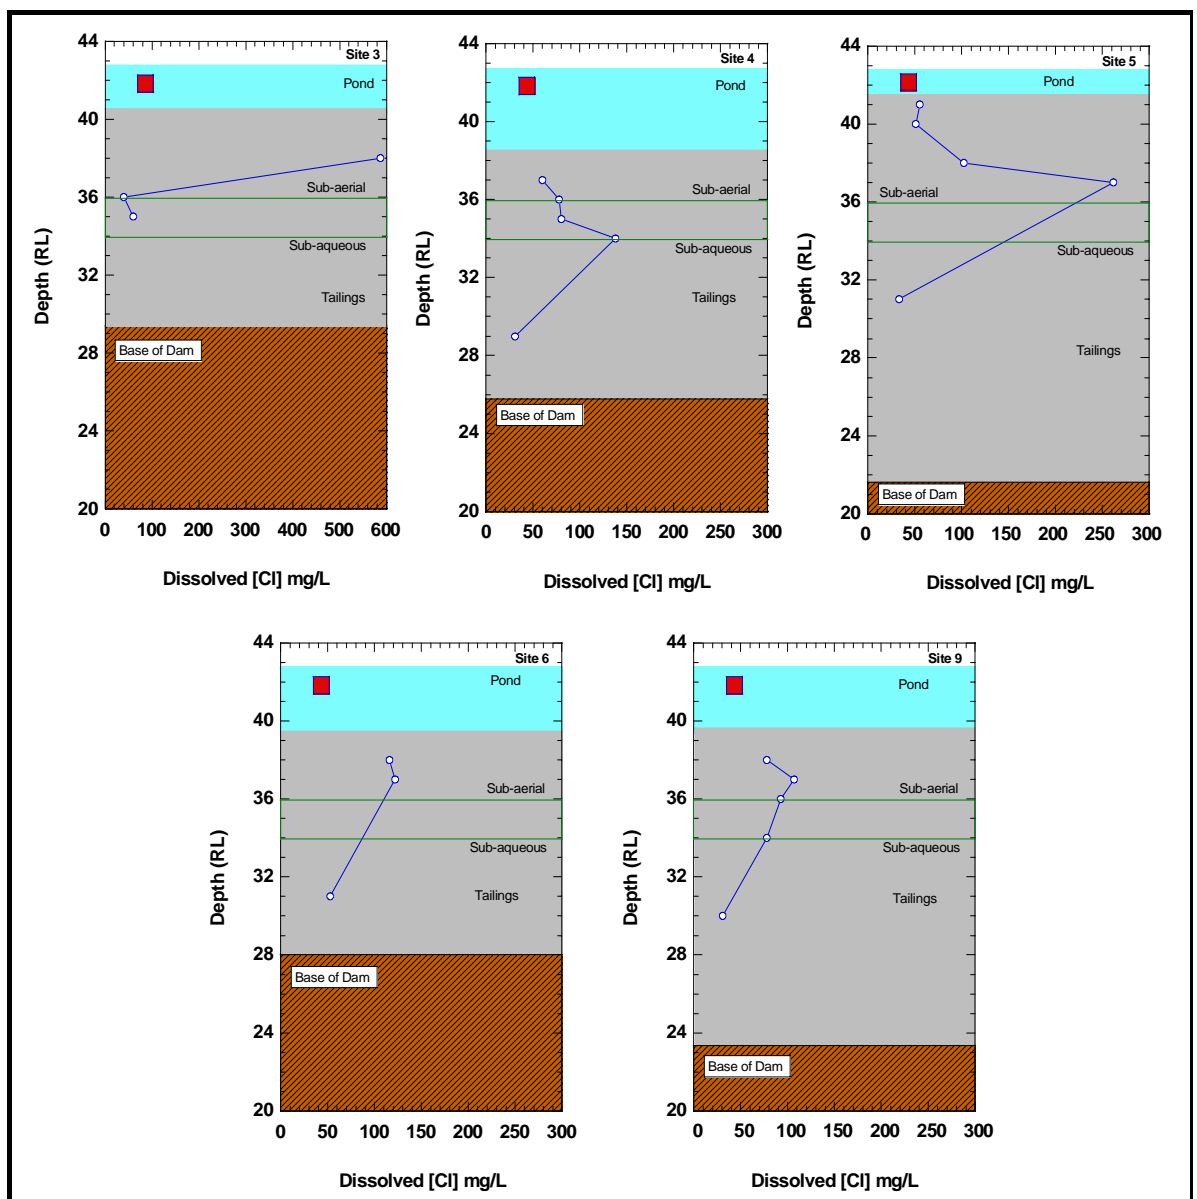 44
40
36
32
28
24
20
Depth (RL)
Site 3
Pond
Sub-aerial
Sub-aqueous
Tailings
Base of Dam
0 100 200 300 400 500 600
Dissolved [Cl] mg/L
44
40
36
32
28
24
20
Depth (RL)
Site 4
Pond
Sub-aerial
Sub-aqueous
Tailings
Base of Dam
0 50 100 150 200 250 300
Dissolved [Cl] mg/L
44
40
36
32
28
24
20
Depth (RL)
Site 5
Pond
Sub-aerial
Sub-aqueous
Tailings
Base of Dam
0 50 100 150 200 250 300
Dissolved [Cl] mg/L
44
40
36
32
28
24
20
Depth (RL)
Site 6
Pond
Sub-aerial
Sub-aqueous
Tailings
Base of Dam
0 50 100 150 200 250 300
Dissolved [Cl] mg/L
44
40
36
32
28
24
20
Depth (RL)
Site 9
Pond
Sub-aerial
Sub-aqueous
Tailings
Base of Dam
0 50 100 150 200 250 300
Dissolved [Cl] mg/L